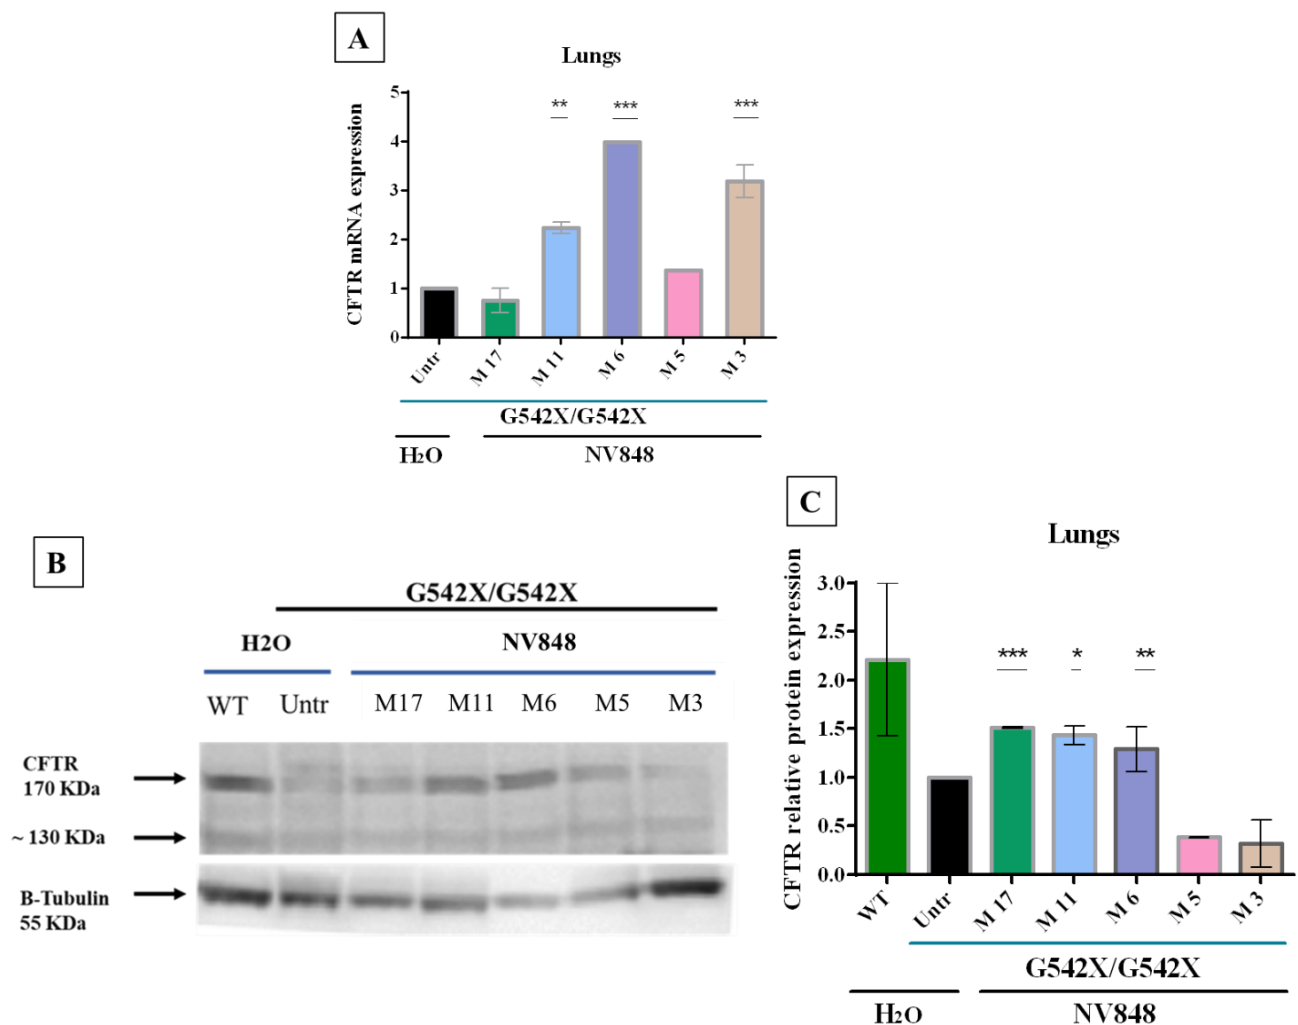 A
Lungs
CFTR mRNA expression
5
4
3
2
1
0
** *** ***
Untr M 17 M 11 M 6 M 5 M 3
G542X/G542X
H2O NV848
B
G542X/G542X
H2O NV848
WT Untr M17 M11 M6 M5 M3
CFTR
170 KDa
~ 130 KDa
B-Tubulin
55 KDa
C
Lungs
CFTR relative protein expression
3.0
2.5
2.0
1.5
1.0
0.5
0.0
*** * **
WT Untr M 17 M 11 M 6 M 5 M 3
G542X/G542X
H2O NV848